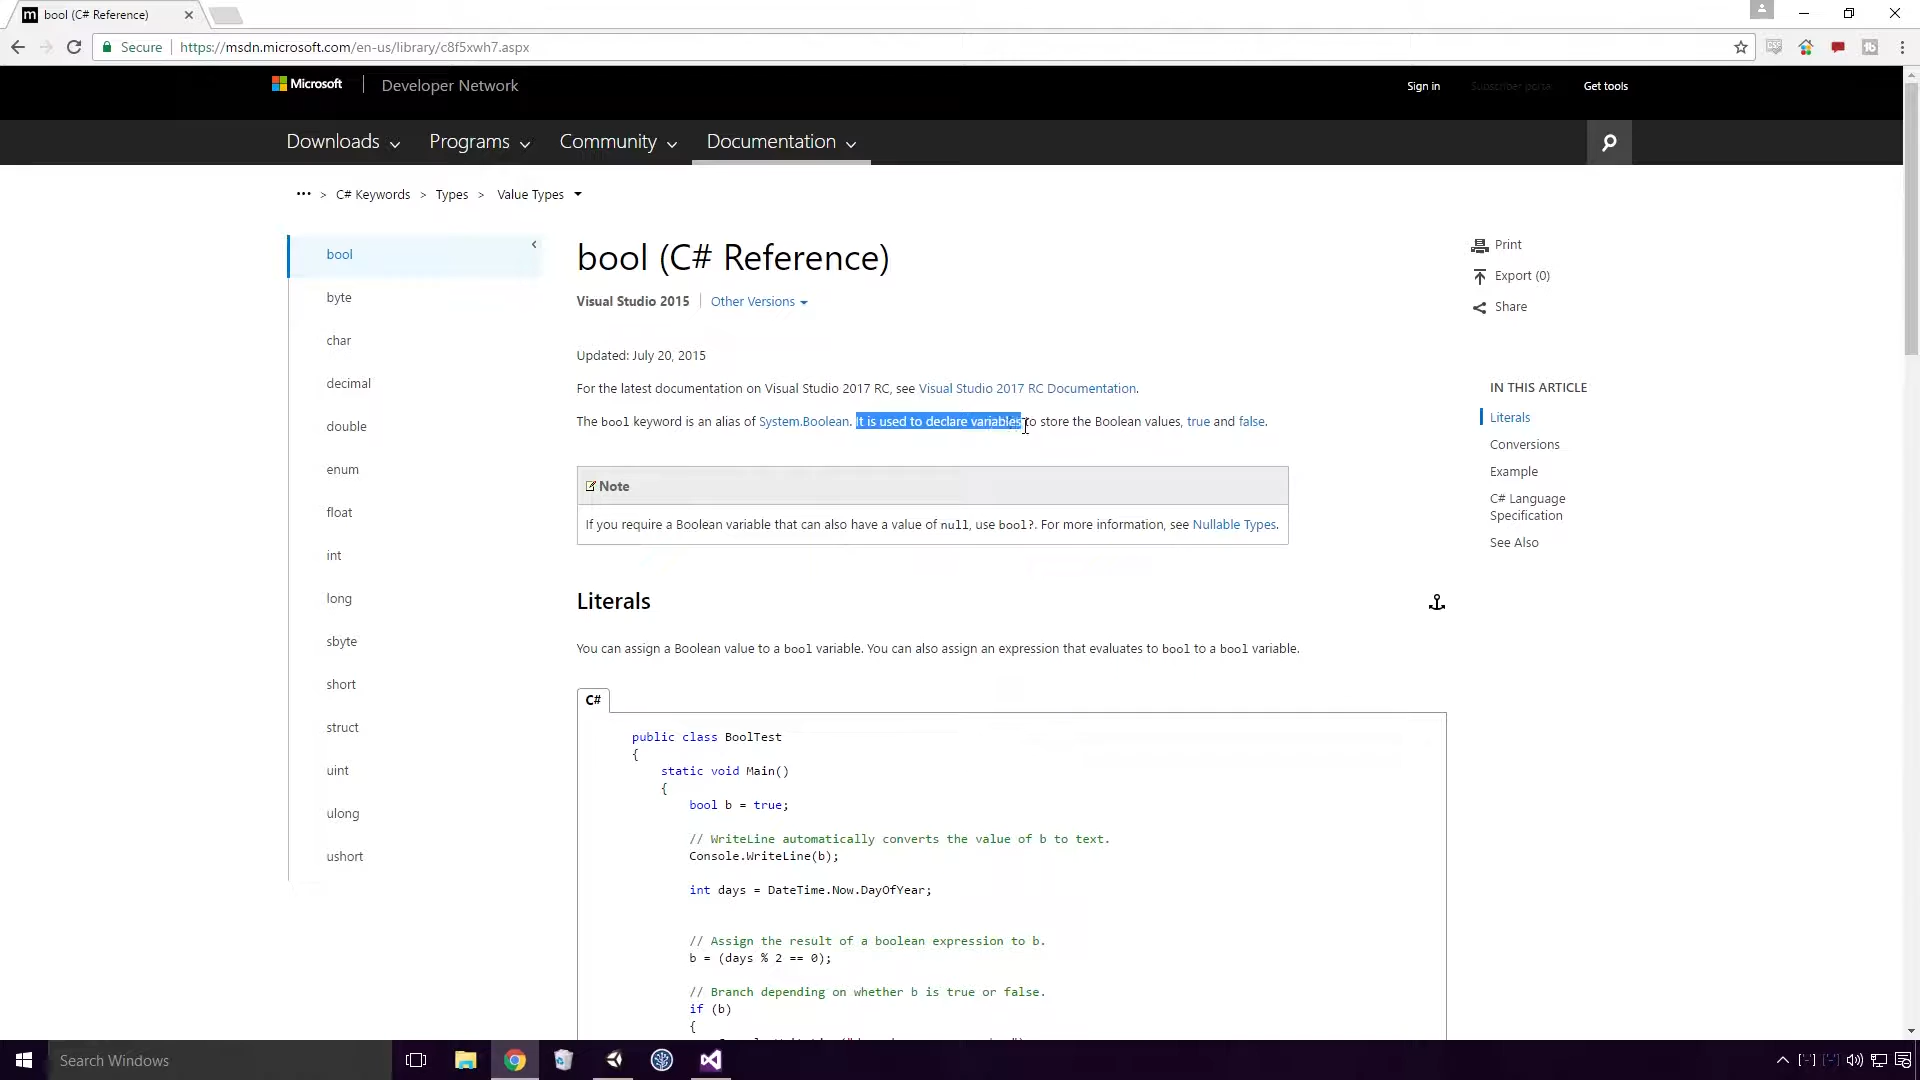 bool (C# Reference)
Secure | https://msdn.microsoft.com/en-us/library/c8f5xwh7.aspx
Microsoft Developer Network
Sign in Subscriber portal Get tools
Downloads Programs Community Documentation
••• > C# Keywords > Types > Value Types
bool
byte
char
decimal
double
enum
float
int
long
sbyte
short
struct
uint
ulong
ushort
bool (C# Reference)
Visual Studio 2015 | Other Versions
Updated: July 20, 2015
For the latest documentation on Visual Studio 2017 RC, see Visual Studio 2017 RC Documentation.
The bool keyword is an alias of System.Boolean. It is used to declare variables to store the Boolean values, true and false.
Note
If you require a Boolean variable that can also have a value of null, use bool?. For more information, see Nullable Types.
Literals
You can assign a Boolean value to a bool variable. You can also assign an expression that evaluates to bool to a bool variable.
C#
public class BoolTest
{
static void Main()
{
bool b = true;
// WriteLine automatically converts the value of b to text.
Console.WriteLine(b);
int days = DateTime.Now.DayOfYear;
// Assign the result of a boolean expression to b.
b = (days % 2 == 0);
// Branch depending on whether b is true or false.
if (b)
{
Print
Export (0)
Share
IN THIS ARTICLE
Literals
Conversions
Example
C# Language
Specification
See Also
Search Windows